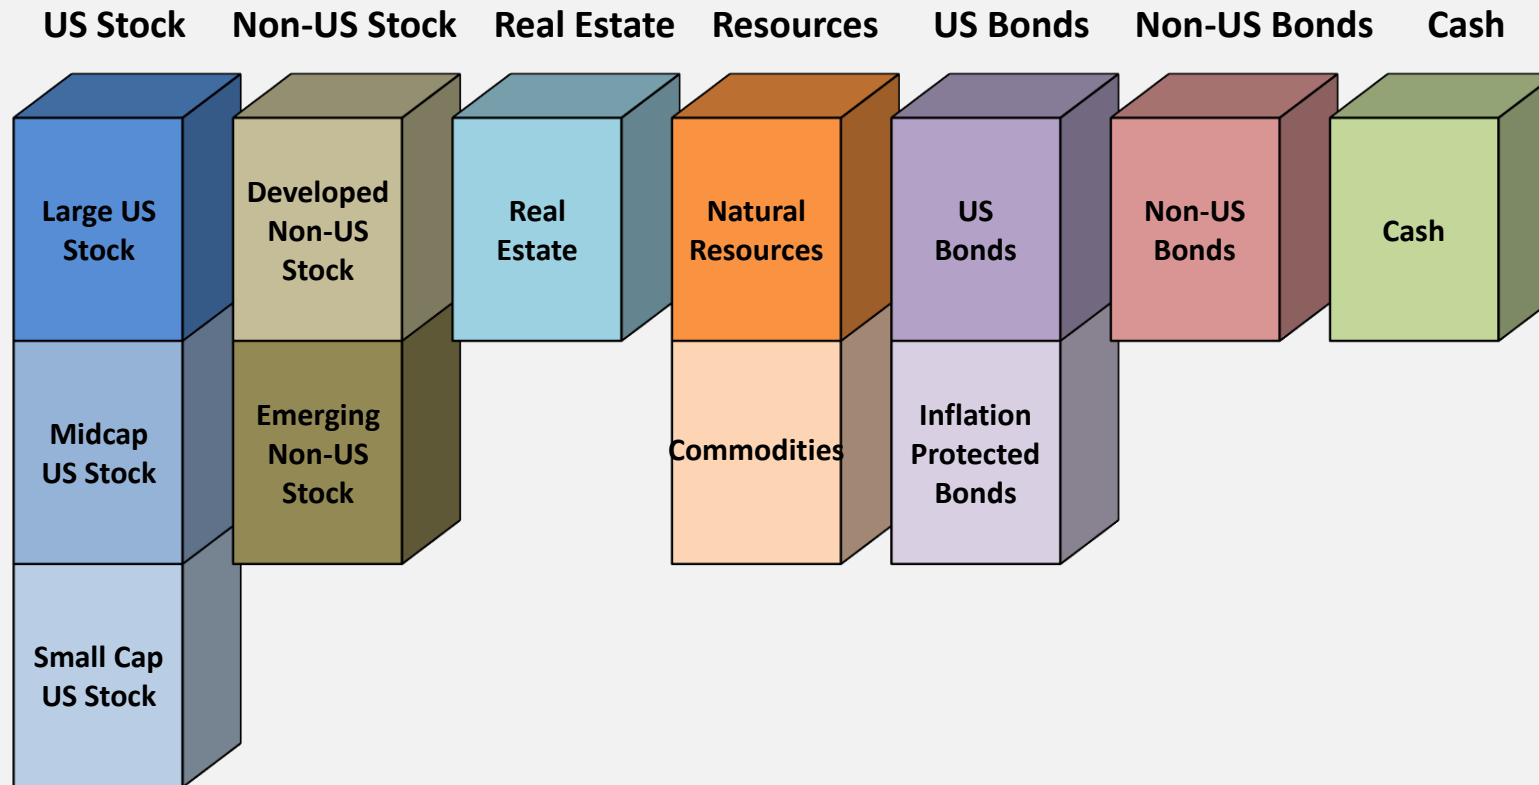 US Stock Non-US Stock Real Estate Resources US Bonds Non-US Bonds Cash
Large US
Stock
Developed
Non-US
Stock
Real
Estate
Natural
Resources
US
Bonds
Non-US
Bonds
Cash
Midcap
US Stock
Emerging
Non-US
Stock
Commodities
Inflation
Protected
Bonds
Small Cap
US Stock